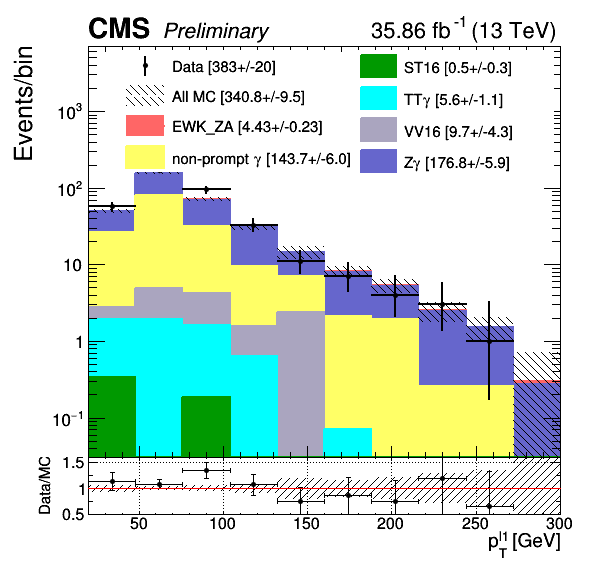 CMS Preliminary 35.86 fb⁻¹ (13 TeV)
Events/bin
Data [383+/-20]
All MC [340.8+/-9.5]
EWK_ZA [4.43+/-0.23]
non-prompt γ [143.7+/-6.0]
ST16 [0.5+/-0.3]
TTγ [5.6+/-1.1]
VV16 [9.7+/-4.3]
Zγ [176.8+/-5.9]
10³
10²
10
1
10⁻¹
Data/MC
1.5
1
0.5
50 100 150 200 250 300
p_T^l1 [GeV]